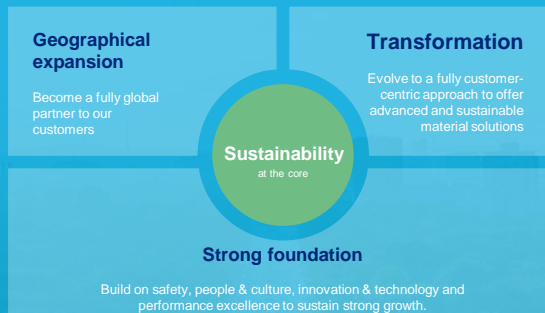 Geographical
expansion
Become a fully global
partner to our
customers
Transformation
Evolve to a fully customer-
centric approach to offer
advanced and sustainable
material solutions
Sustainability
at the core
Strong foundation
Build on safety, people & culture, innovation & technology and
performance excellence to sustain strong growth.